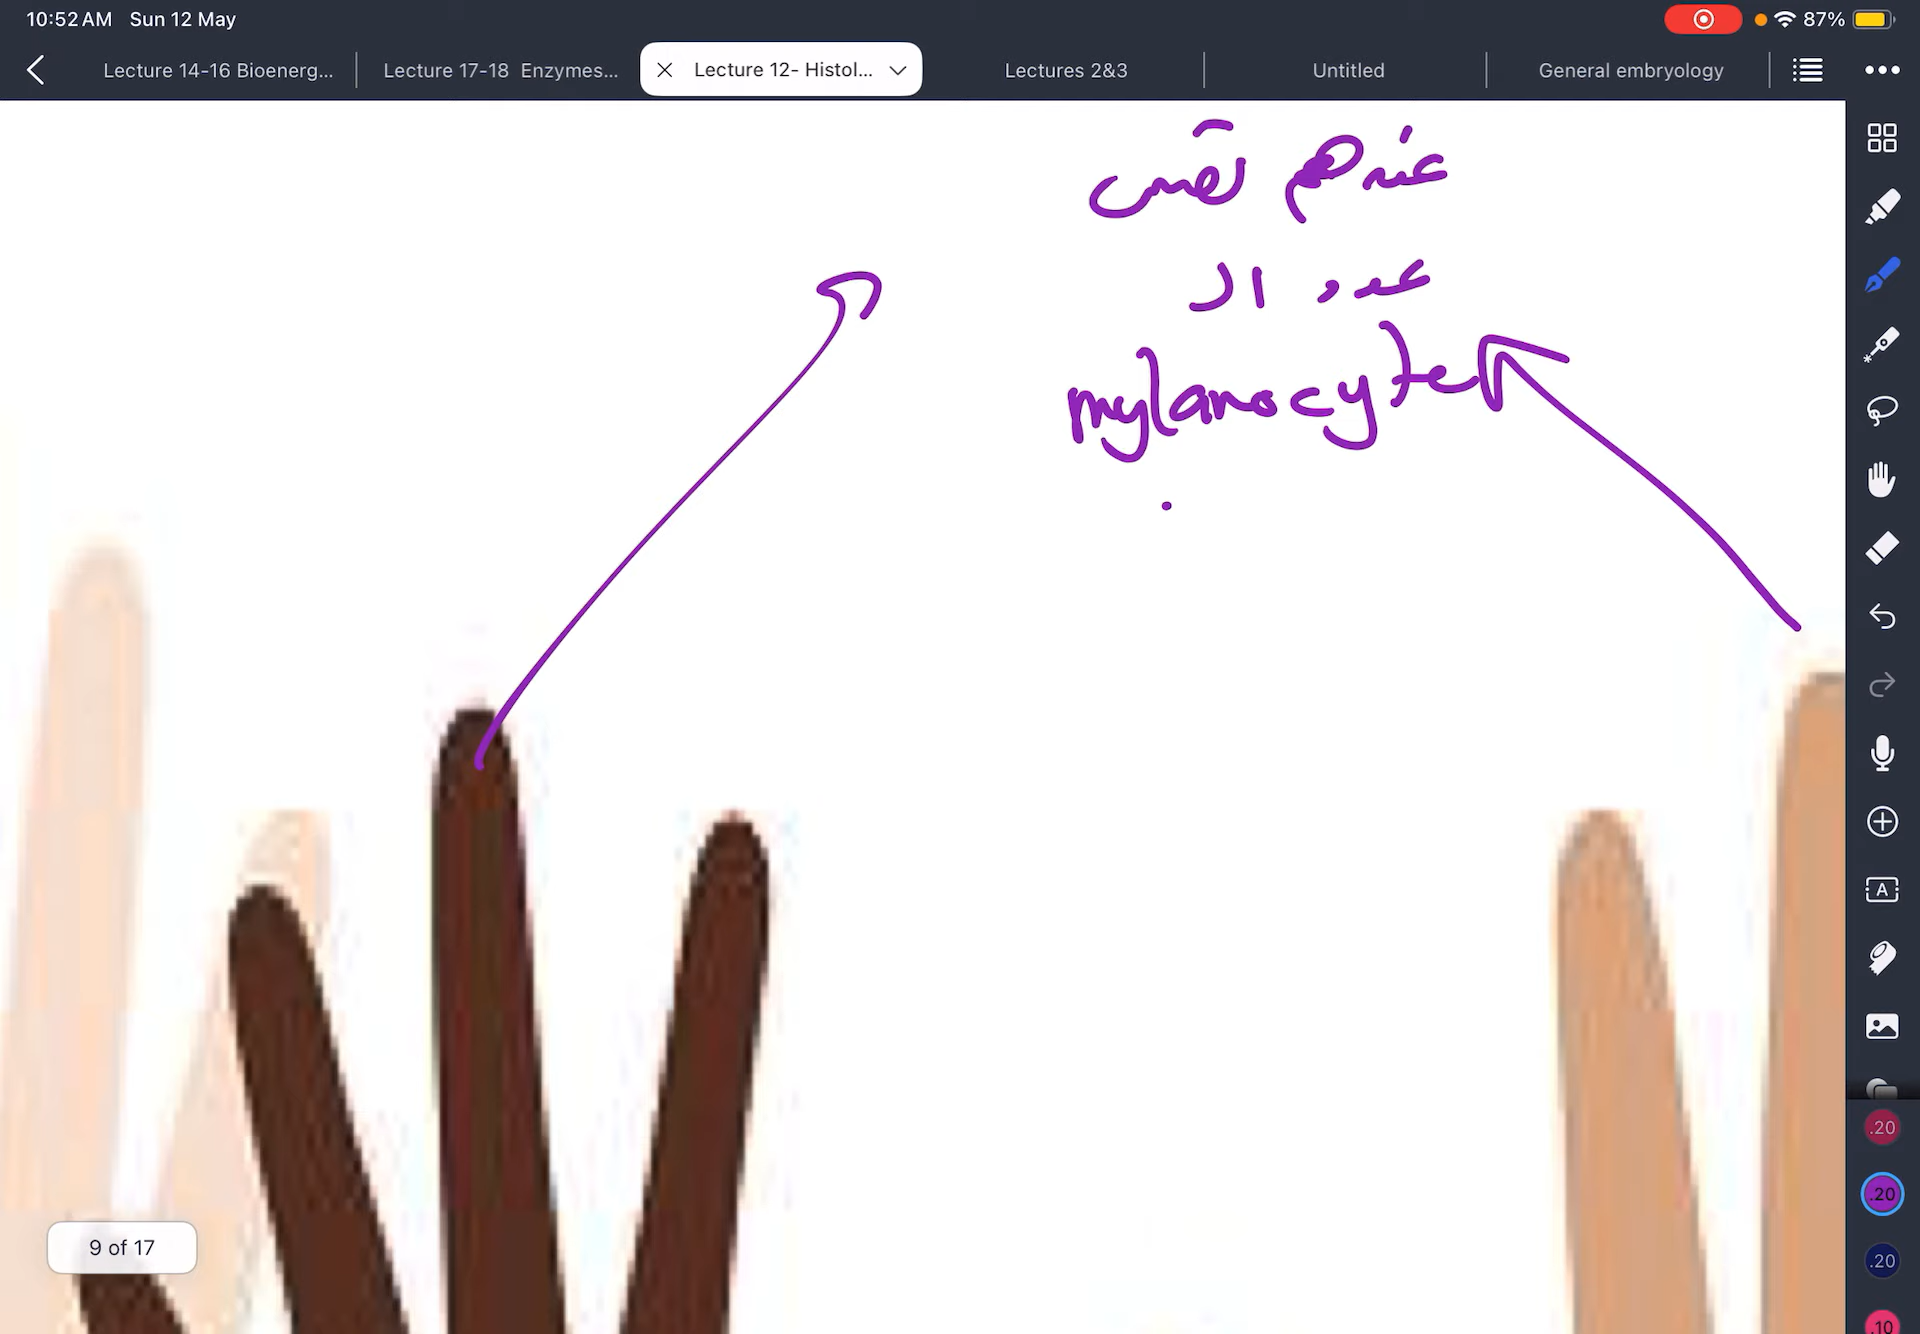 10:52 AM Sun 12 May
87%
Lecture 14-16 Bioenerg...
Lecture 17-18 Enzymes...
Lecture 12- Histol...
Lectures 2&3
Untitled
General embryology
عندهم نفس
عدد ال
mylanocyte
A
.20
.20
.20
.10
9 of 17